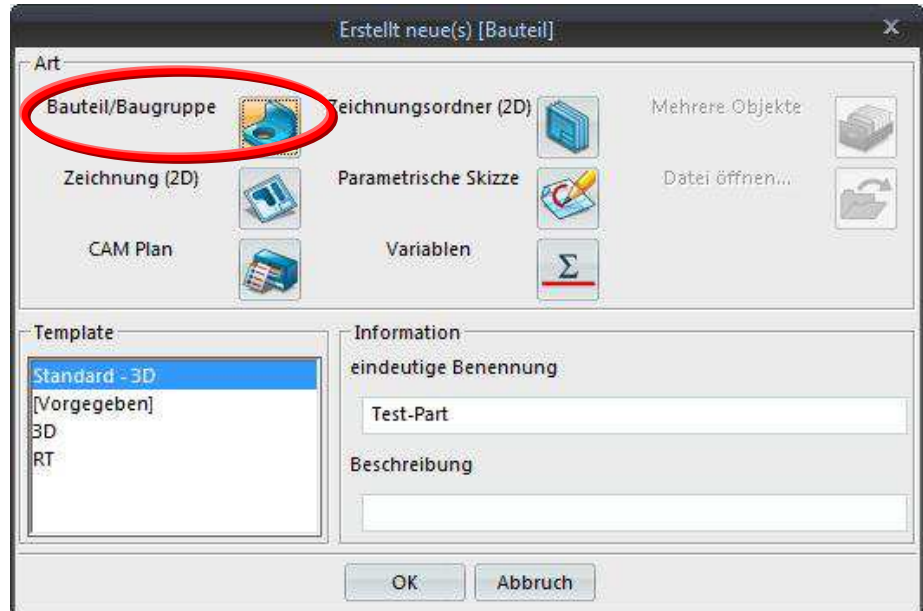 Erstellt neue(s) [Bauteil]
X
Art
Bauteil/Baugruppe
Zeichnungsordner (2D)
Mehrere Objekte
Zeichnung (2D)
Parametrische Skizze
Datei öffnen...
CAM Plan
Variablen
Σ
Template
Standard - 3D
[Vorgegeben]
3D
RT
Information
eindeutige Benennung
Test-Part
Beschreibung
OK
Abbruch